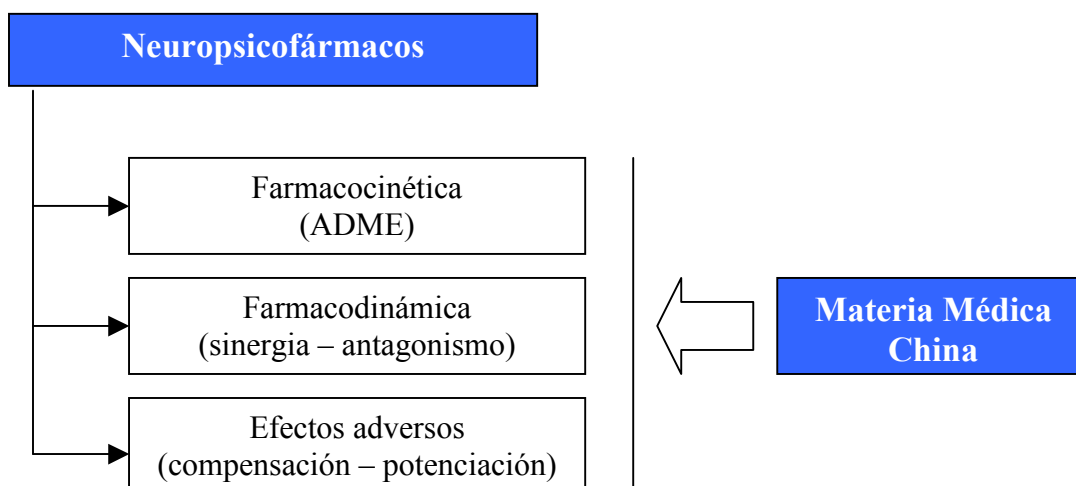 Neuropsicofármacos
Farmacocinética
(ADME)
Farmacodinámica
(sinergia – antagonismo)
Efectos adversos
(compensación – potenciación)
Materia Médica
China